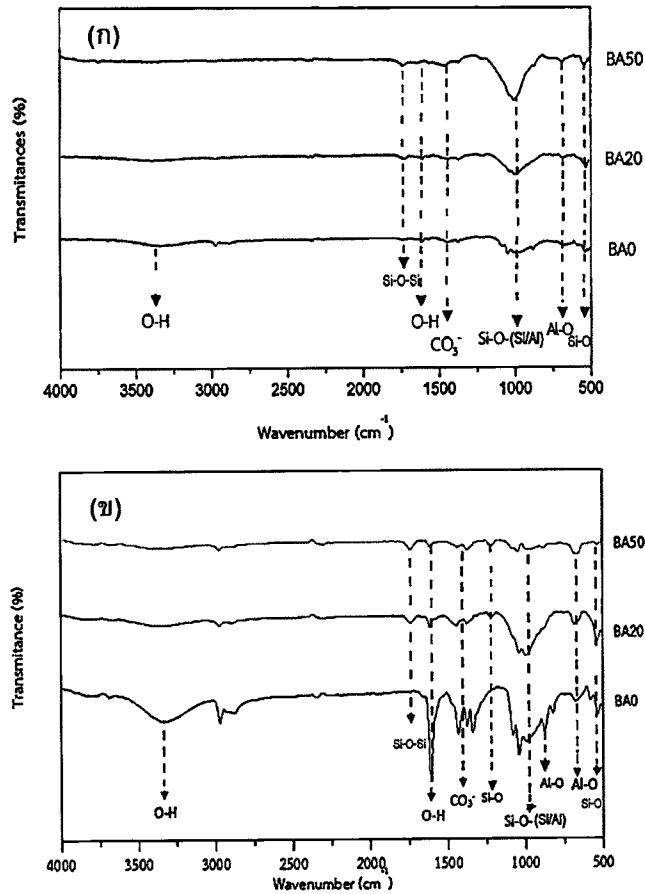 (ก)
BA50
BA20
BA0
Transmitances (%)
Si-O-Si
O-H
O-H
CO₃⁻
Si-O-(Si/Al)
Al-O
Si-O
4000 3500 3000 2500 2000 1500 1000 500
Wavenumber (cm⁻¹)
(ข)
BA50
BA20
BA0
Transmitance (%)
Si-O-Si
O-H
O-H
CO₃⁻
Si-O
Si-O-(Si/Al)
Al-O
Al-O
Si-O
4000 3500 3000 2500 2000 1500 1000 500
Wavenumber (cm⁻¹)